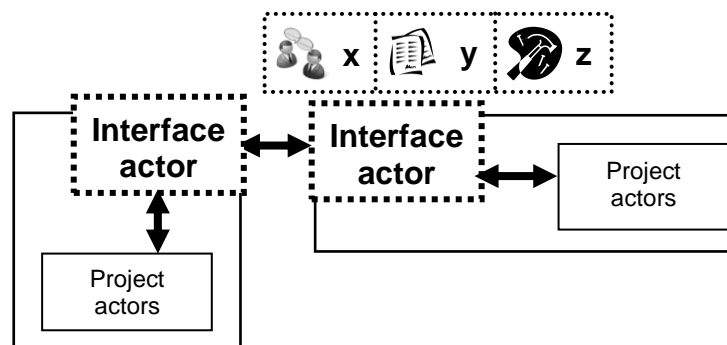 x y z
Interface
actor
Interface
actor
Project
actors
Project
actors